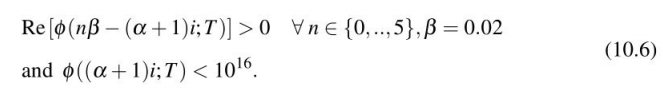 Re[ϕ(nβ − (α + 1)i;T)] > 0 ∀ n ∈ {0,..,5}, β = 0.02
and ϕ((α + 1)i;T) < 10¹⁶.
(10.6)